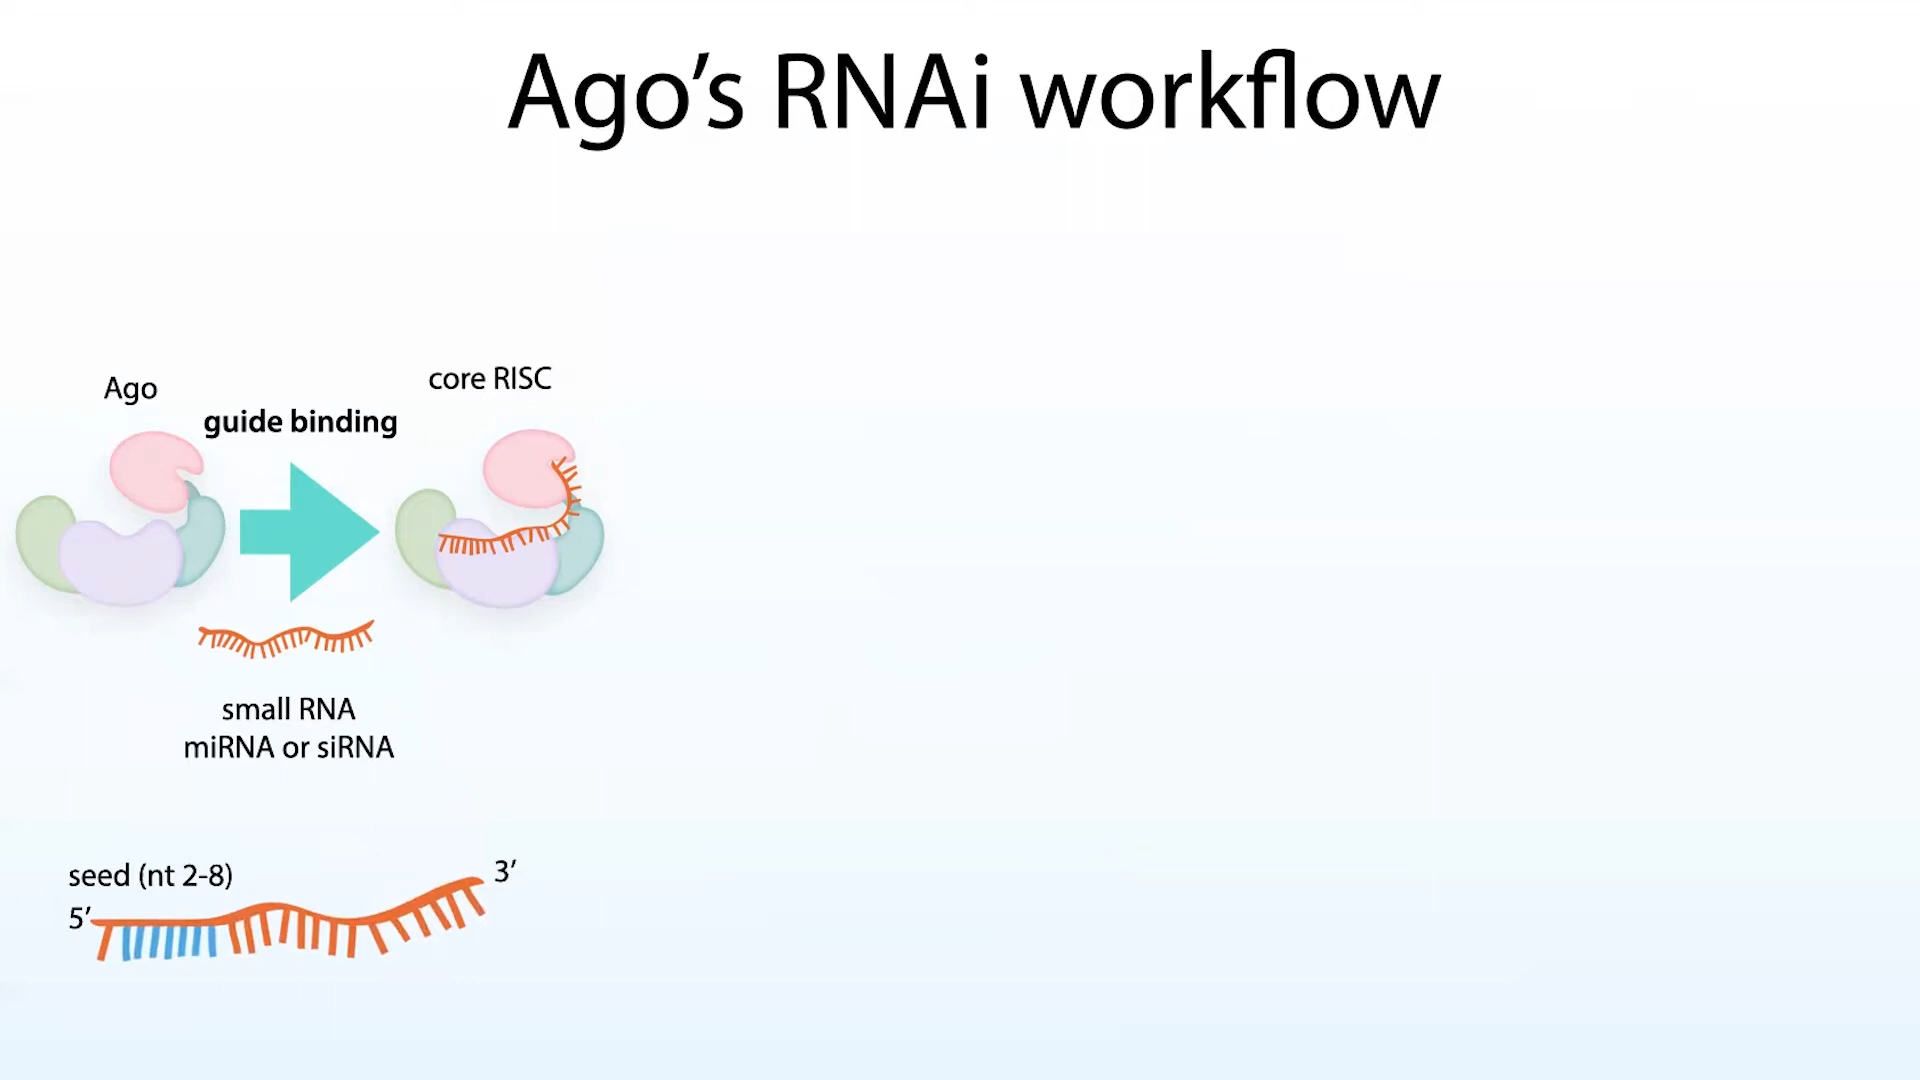 Ago’s RNAi workflow
Ago
guide binding
core RISC
small RNA
miRNA or siRNA
seed (nt 2-8)
5’
3’